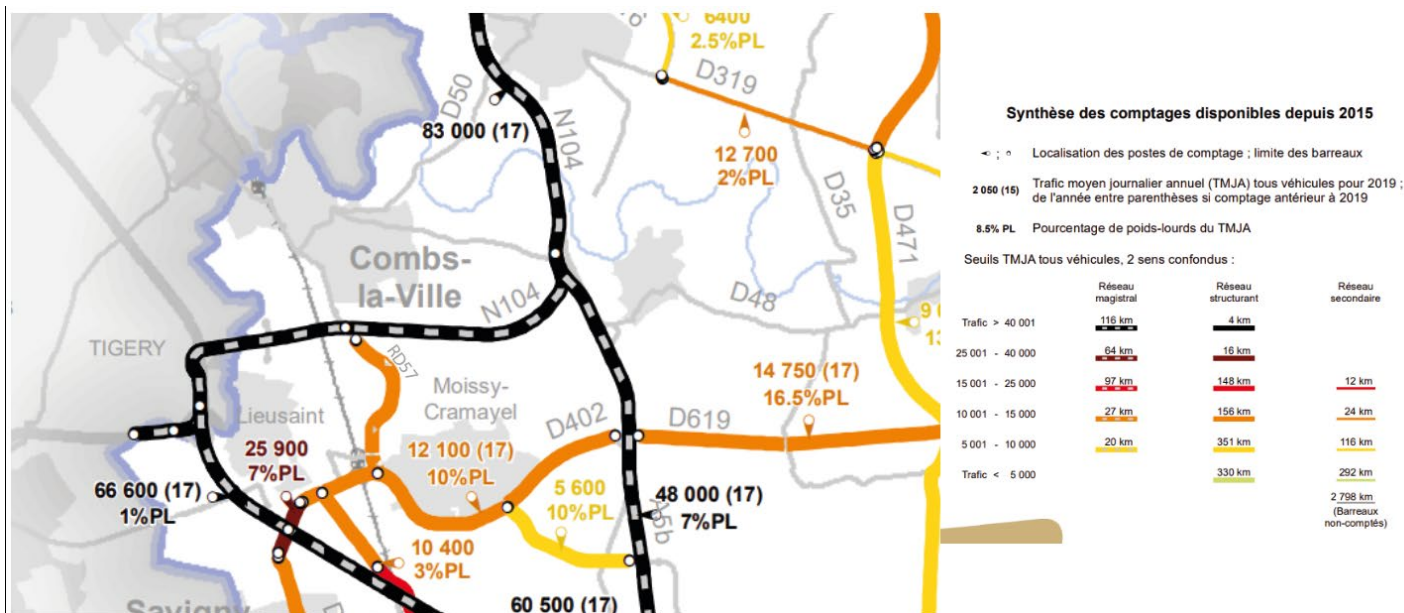 6400
2.5%PL
D319
D50
83 000 (17)
N104
12 700
2%PL
D35
D471
Combs-
la-Ville
N104
D48
TIGERY
RD57
14 750 (17)
16.5%PL
Moissy-
Cramayel
Lieusaint
D402
D619
25 900
7%PL
12 100 (17)
10%PL
66 600 (17)
1%PL
5 600
10%PL
48 000 (17)
7%PL
A5b
10 400
3%PL
60 500 (17)
Savigny
Synthèse des comptages disponibles depuis 2015
Localisation des postes de comptage ; limite des barreaux
2 050 (15) Trafic moyen journalier annuel (TMJA) tous véhicules pour 2019 ;
de l'année entre parenthèses si comptage antérieur à 2019
8.5% PL Pourcentage de poids-lourds du TMJA
Seuils TMJA tous véhicules, 2 sens confondus :
Réseau magistral Réseau structurant Réseau secondaire
Trafic > 40 001 116 km 4 km
25 001 - 40 000 64 km 16 km
15 001 - 25 000 97 km 148 km 12 km
10 001 - 15 000 27 km 156 km 24 km
5 001 - 10 000 20 km 351 km 116 km
Trafic < 5 000 330 km 292 km
2 798 km
(Barreaux
non-comptés)